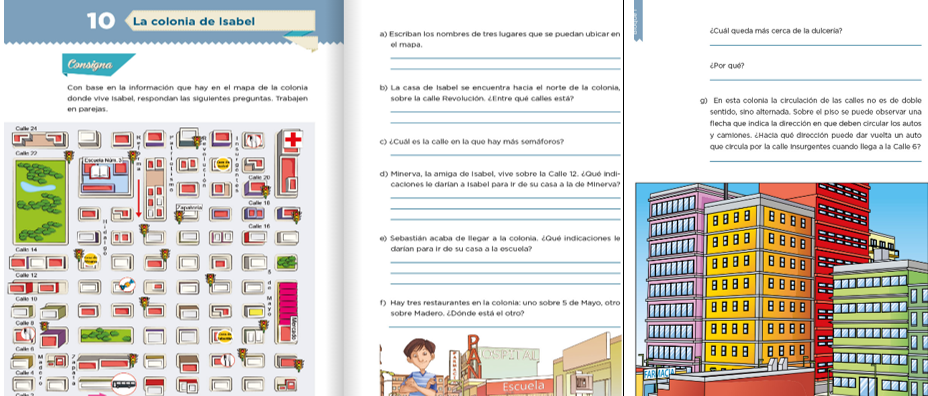 10 La colonia de Isabel
Consigna
Con base en la información que hay en el mapa de la colonia
donde vive Isabel, respondan las siguientes preguntas. Trabajen
en parejas.
Calle 24
Calle 22
Escuela Núm. 3
Calle 20
Calle 18
Zapatería
Calle 16
Hidalgo
Calle 14
Calle 12
5 de Mayo
Calle 10
Calle 8
Mercado
Calle 6
Madero
Zapata
Calle 4
Calle 2
a) Escriban los nombres de tres lugares que se puedan ubicar en
el mapa.
b) La casa de Isabel se encuentra hacia el norte de la colonia,
sobre la calle Revolución. ¿Entre qué calles está?
c) ¿Cuál es la calle en la que hay más semáforos?
d) Minerva, la amiga de Isabel, vive sobre la Calle 12. ¿Qué indi-
caciones le darían a Isabel para ir de su casa a la de Minerva?
e) Sebastián acaba de llegar a la colonia. ¿Qué indicaciones le
darían para ir de su casa a la escuela?
f) Hay tres restaurantes en la colonia: uno sobre 5 de Mayo, otro
sobre Madero. ¿Dónde está el otro?
HOSPITAL
Escuela
¿Cuál queda más cerca de la dulcería?
¿Por qué?
g) En esta colonia la circulación de las calles no es de doble
sentido, sino alternada. Sobre el piso se puede observar una
flecha que indica la dirección en que deben circular los autos
y camiones. ¿Hacia qué dirección puede dar vuelta un auto
que circula por la calle Insurgentes cuando llega a la Calle 6?
FARMACIA